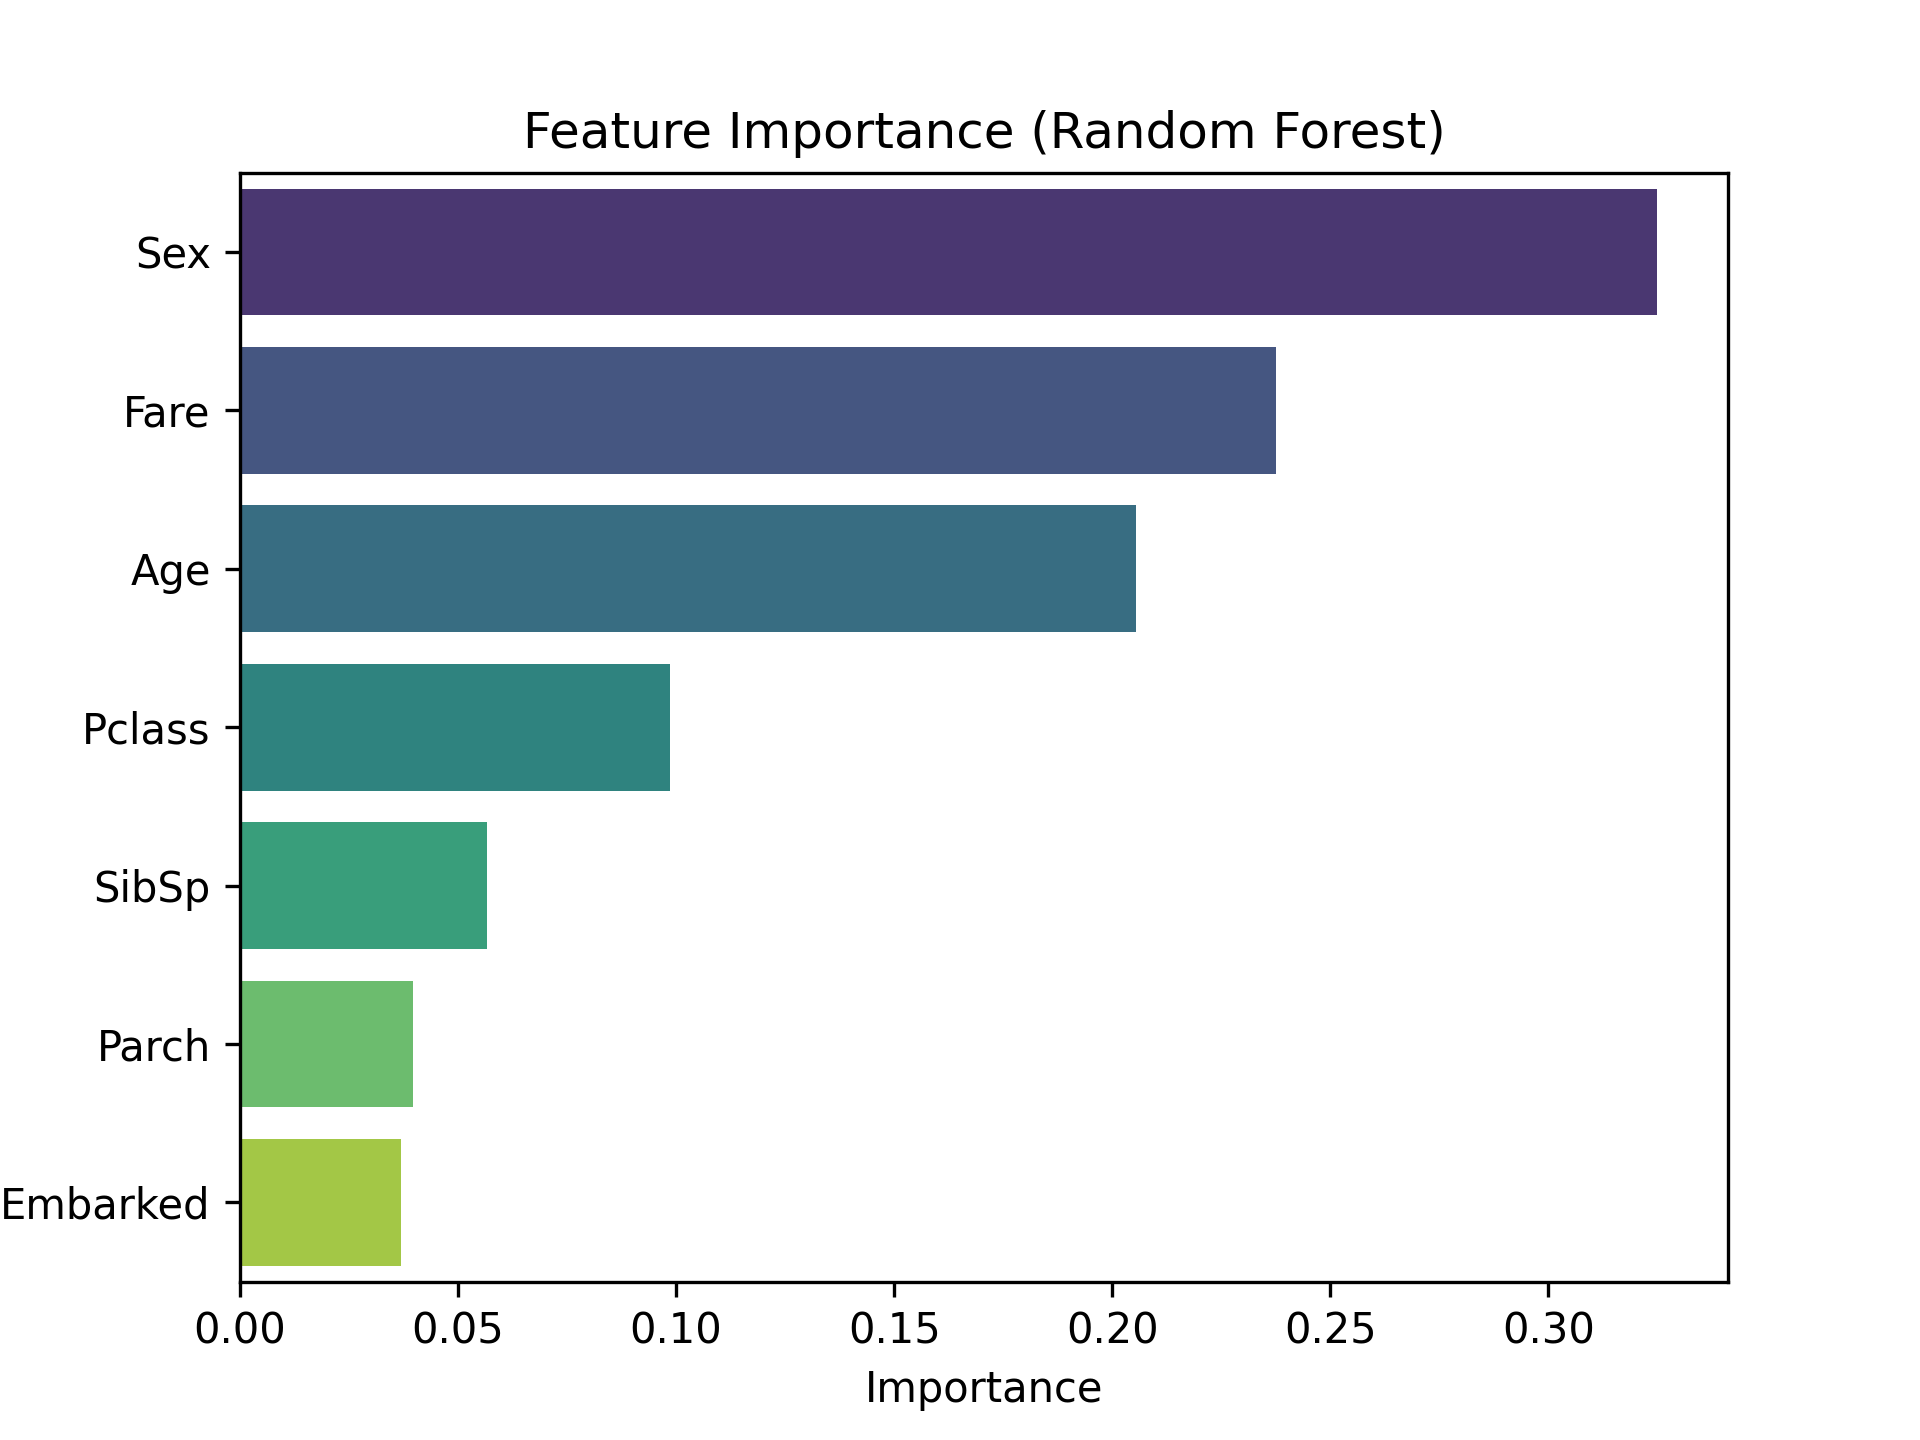 Feature Importance (Random Forest)
Sex
Fare
Age
Pclass
SibSp
Parch
Embarked
0.00 0.05 0.10 0.15 0.20 0.25 0.30
Importance